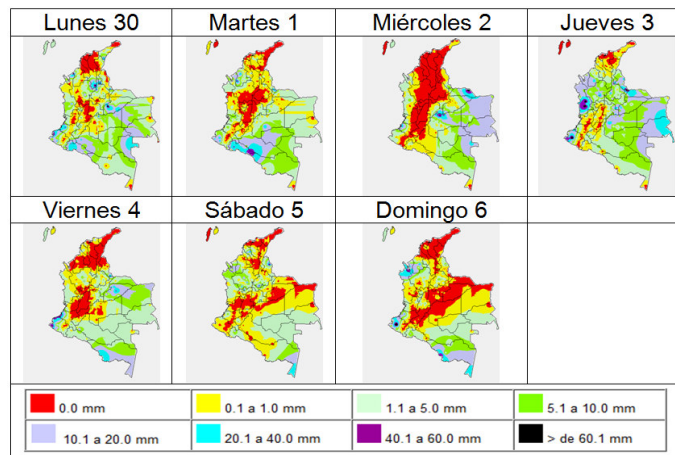 Lunes 30 Martes 1 Miércoles 2 Jueves 3
Viernes 4 Sábado 5 Domingo 6
0.0 mm 0.1 a 1.0 mm 1.1 a 5.0 mm 5.1 a 10.0 mm
10.1 a 20.0 mm 20.1 a 40.0 mm 40.1 a 60.0 mm > de 60.1 mm